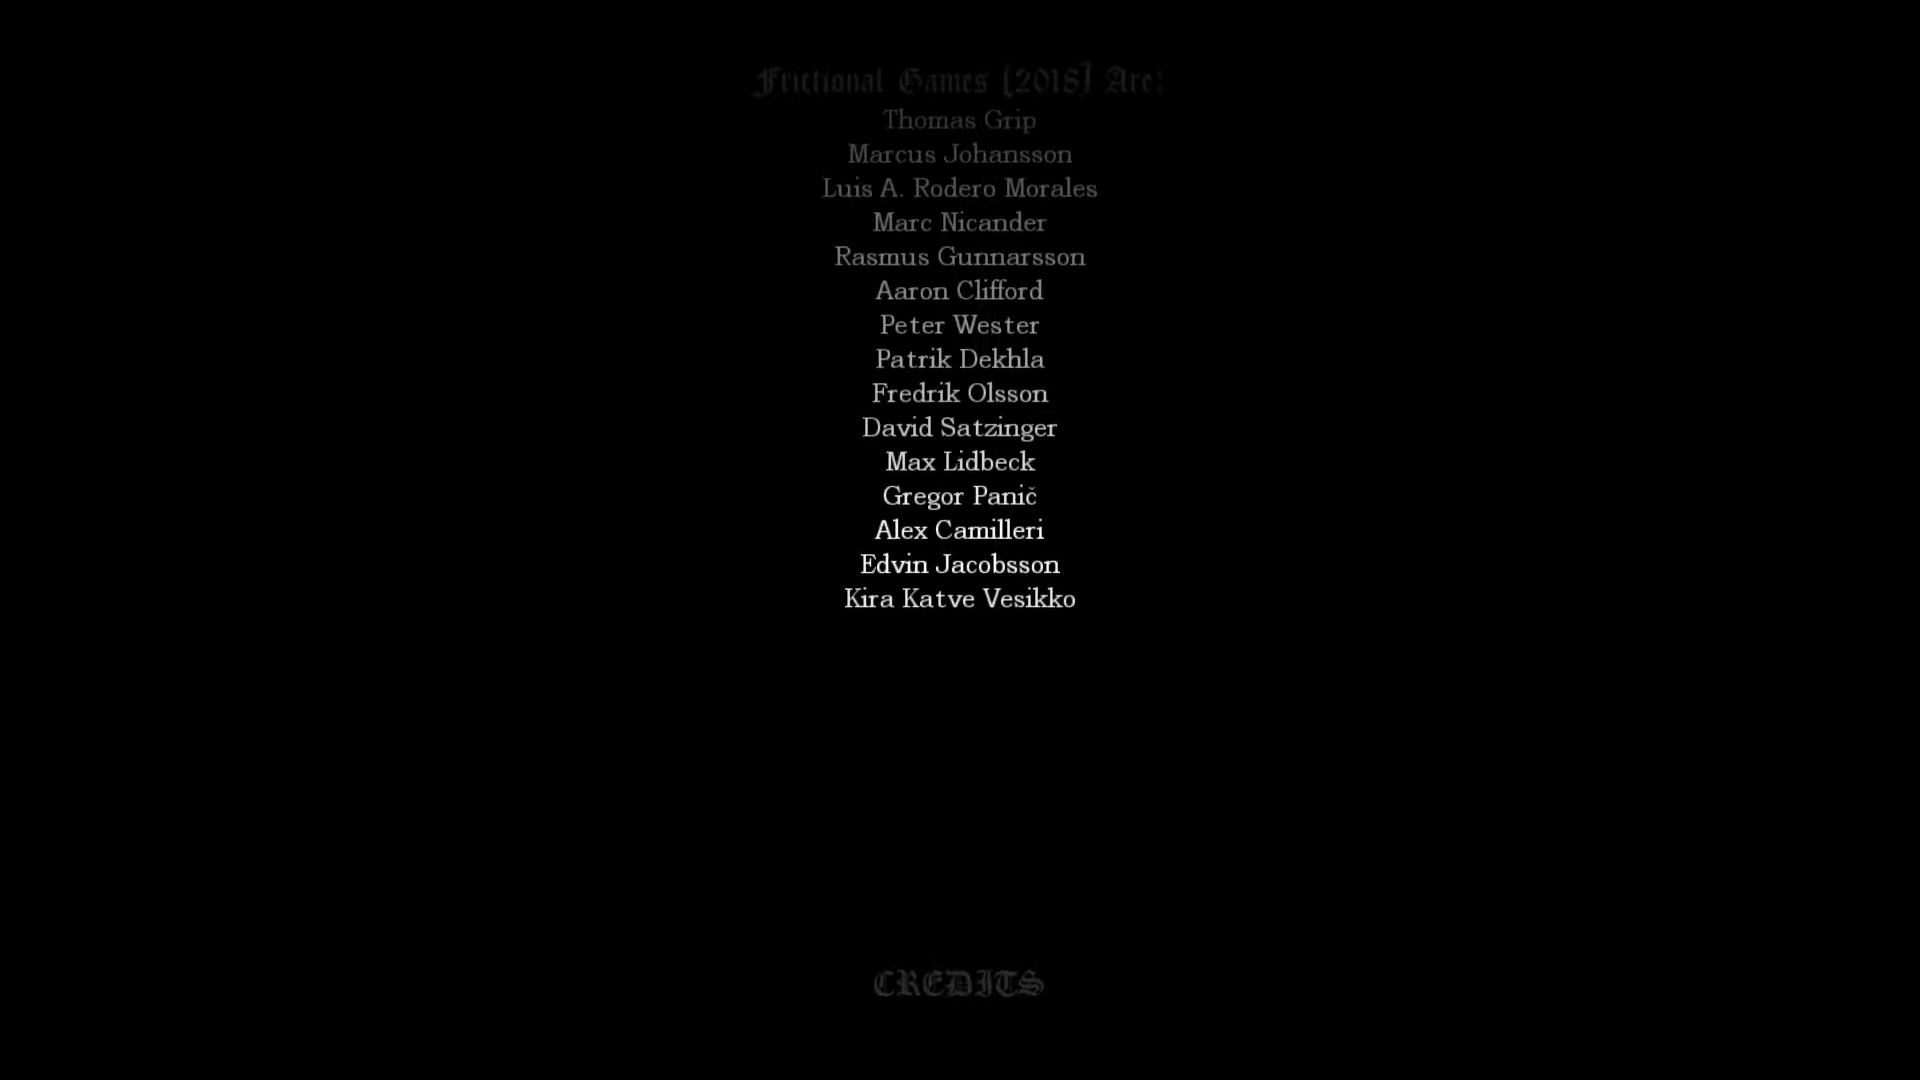 Frictional Games (2018) Are:
Thomas Grip
Marcus Johansson
Luis A. Rodero Morales
Marc Nicander
Rasmus Gunnarsson
Aaron Clifford
Peter Wester
Patrik Dekhla
Fredrik Olsson
David Satzinger
Max Lidbeck
Gregor Panič
Alex Camilleri
Edvin Jacobsson
Kira Katve Vesikko
CREDITS